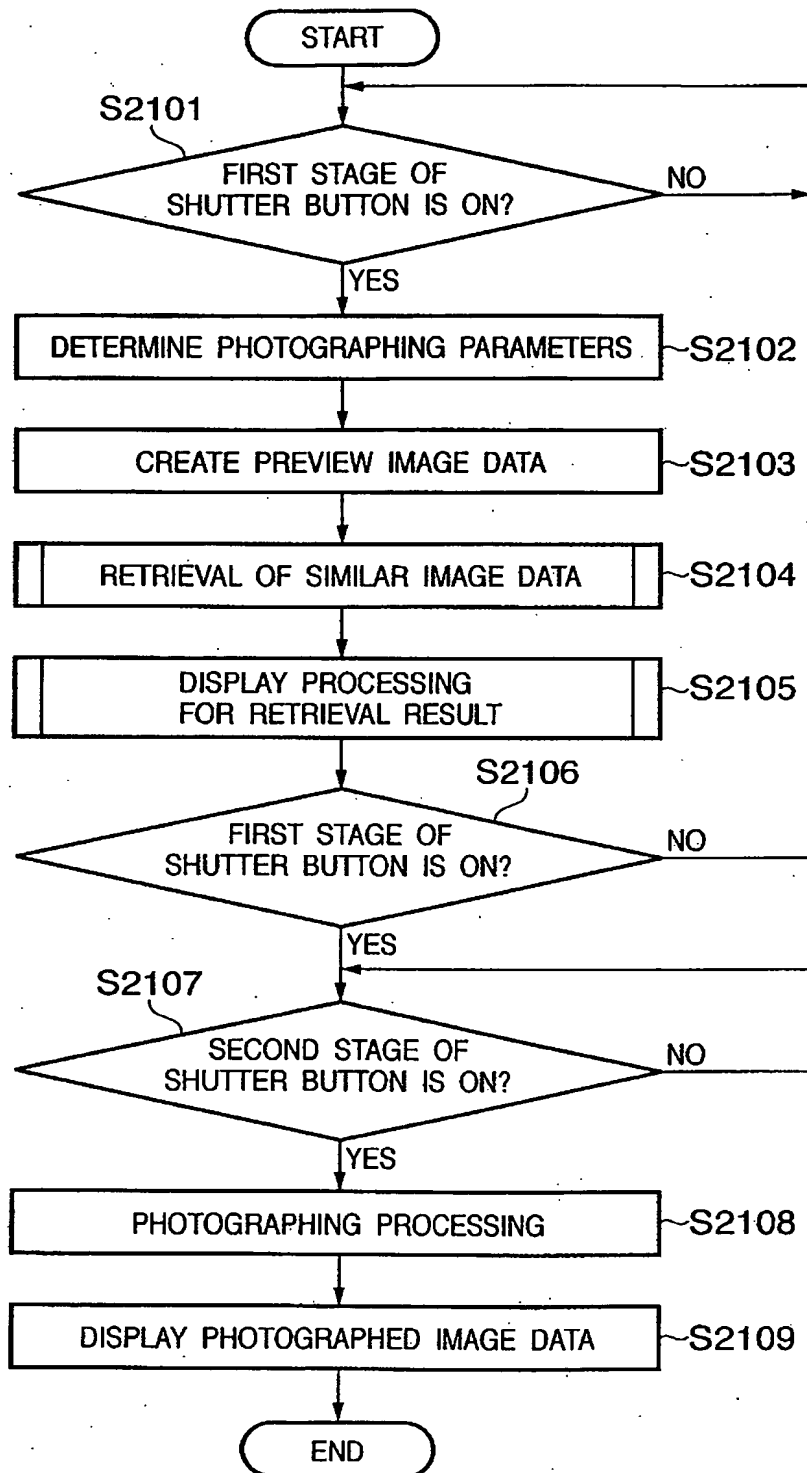 START
S2101
FIRST STAGE OF
SHUTTER BUTTON IS ON?
NO
YES
DETERMINE PHOTOGRAPHING PARAMETERS
S2102
CREATE PREVIEW IMAGE DATA
S2103
RETRIEVAL OF SIMILAR IMAGE DATA
S2104
DISPLAY PROCESSING
FOR RETRIEVAL RESULT
S2105
S2106
FIRST STAGE OF
SHUTTER BUTTON IS ON?
NO
YES
S2107
SECOND STAGE OF
SHUTTER BUTTON IS ON?
NO
YES
PHOTOGRAPHING PROCESSING
S2108
DISPLAY PHOTOGRAPHED IMAGE DATA
S2109
END